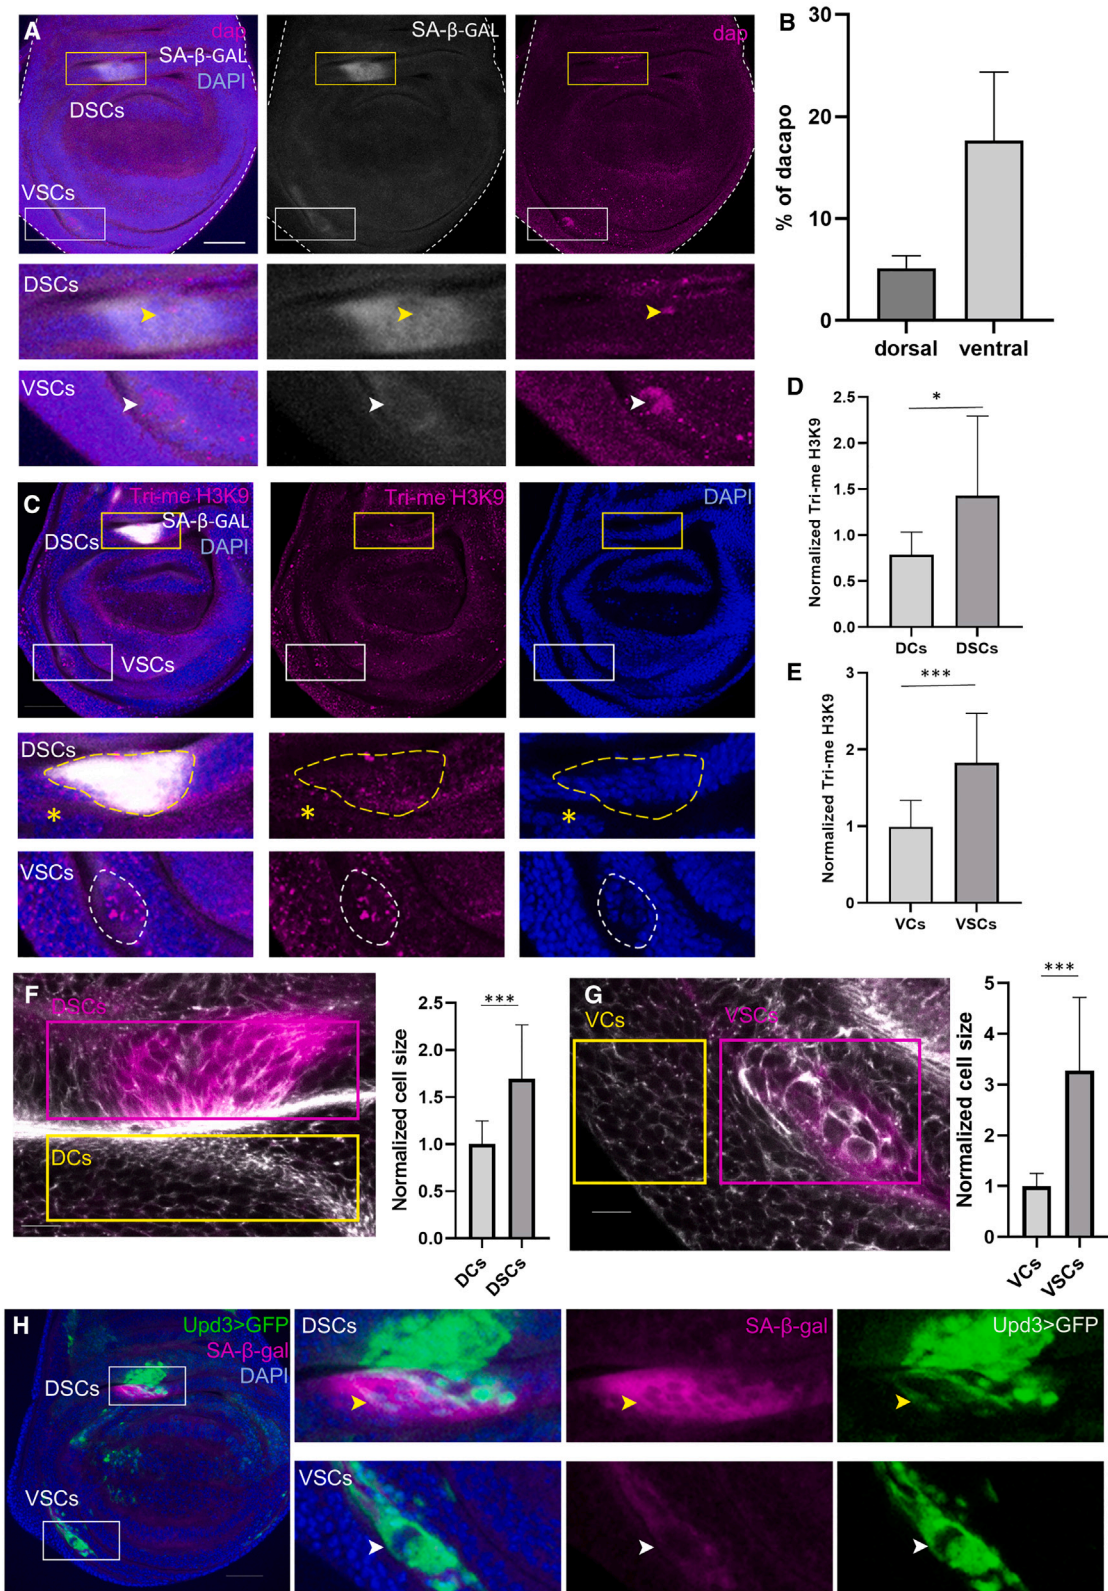 A
dap
SA-β-GAL
DAPI
DSCs
VSCs
SA-β-GAL
dap
DSCs
VSCs
B
% of dacapo
30
20
10
0
dorsal
ventral
C
Tri-me H3K9
SA-β-GAL
DAPI
DSCs
VSCs
Tri-me H3K9
DAPI
DSCs
*
*
*
VSCs
D
Normalized Tri-me H3K9
2.5
2.0
1.5
1.0
0.5
0.0
*
DCs
DSCs
E
Normalized Tri-me H3K9
3
2
1
0
***
VCs
VSCs
F
DSCs
DCs
Normalized cell size
2.5
2.0
1.5
1.0
0.5
0.0
***
DCs
DSCs
G
VCs
VSCs
Normalized cell size
5
4
3
2
1
0
***
VCs
VSCs
H
Upd3>GFP
SA-β-gal
DAPI
DSCs
VSCs
DSCs
SA-β-gal
Upd3>GFP
VSCs